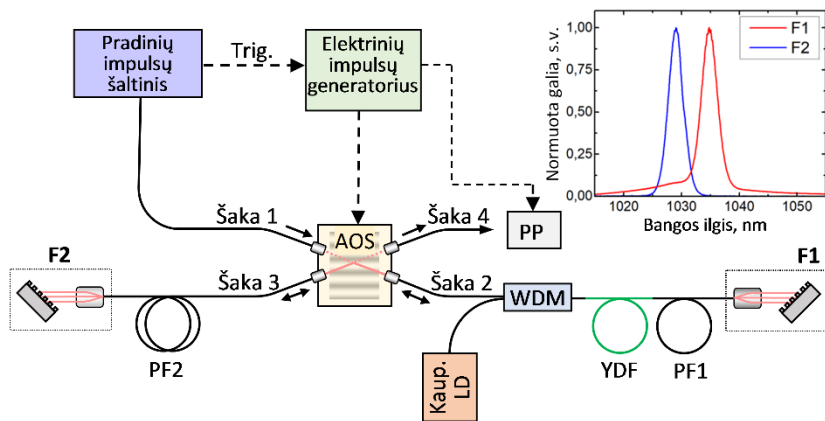 Pradinių
impulsų
šaltinis
Trig.
Elektrinių
impulsų
generatorius
Normuota galia, s.v.
1,00
0,75
0,50
0,25
0,00
F1
F2
1020
1030
1040
1050
Bangos ilgis, nm
Šaka 1
AOS
Šaka 4
PP
F2
Šaka 3
Šaka 2
WDM
F1
PF2
Kaup.
LD
YDF
PF1